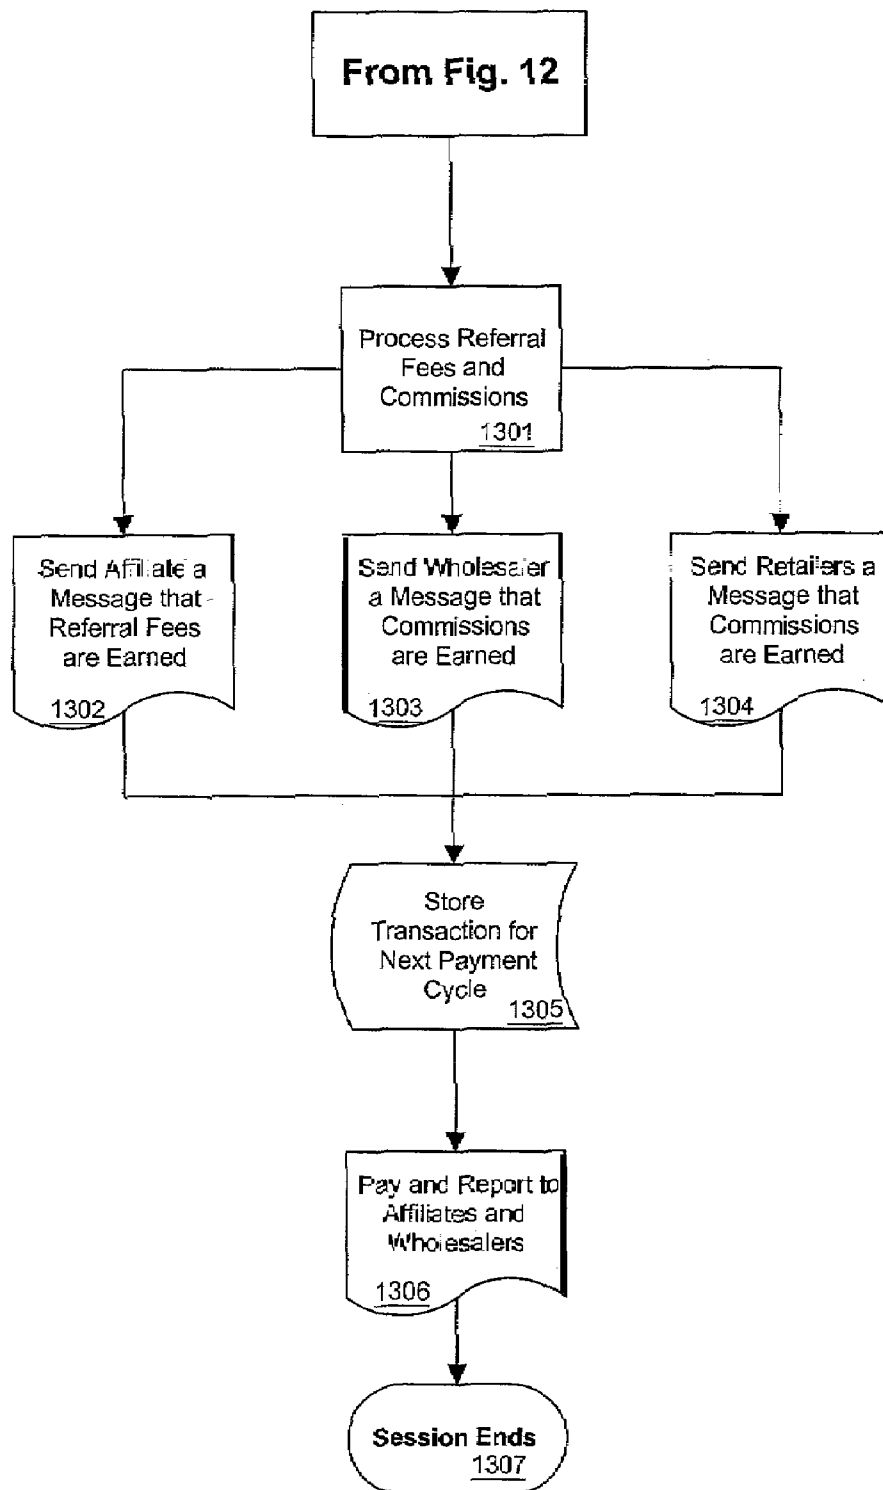 From Fig. 12
Process Referral
Fees and
Commissions
1301
Send Affiliate a
Message that
Referral Fees
are Earned
1302
Send Wholesaler
a Message that
Commissions
are Earned
1303
Send Retailers a
Message that
Commissions
are Earned
1304
Store
Transaction for
Next Payment
Cycle
1305
Pay and Report to
Affiliates and
Wholesalers
1306
Session Ends
1307